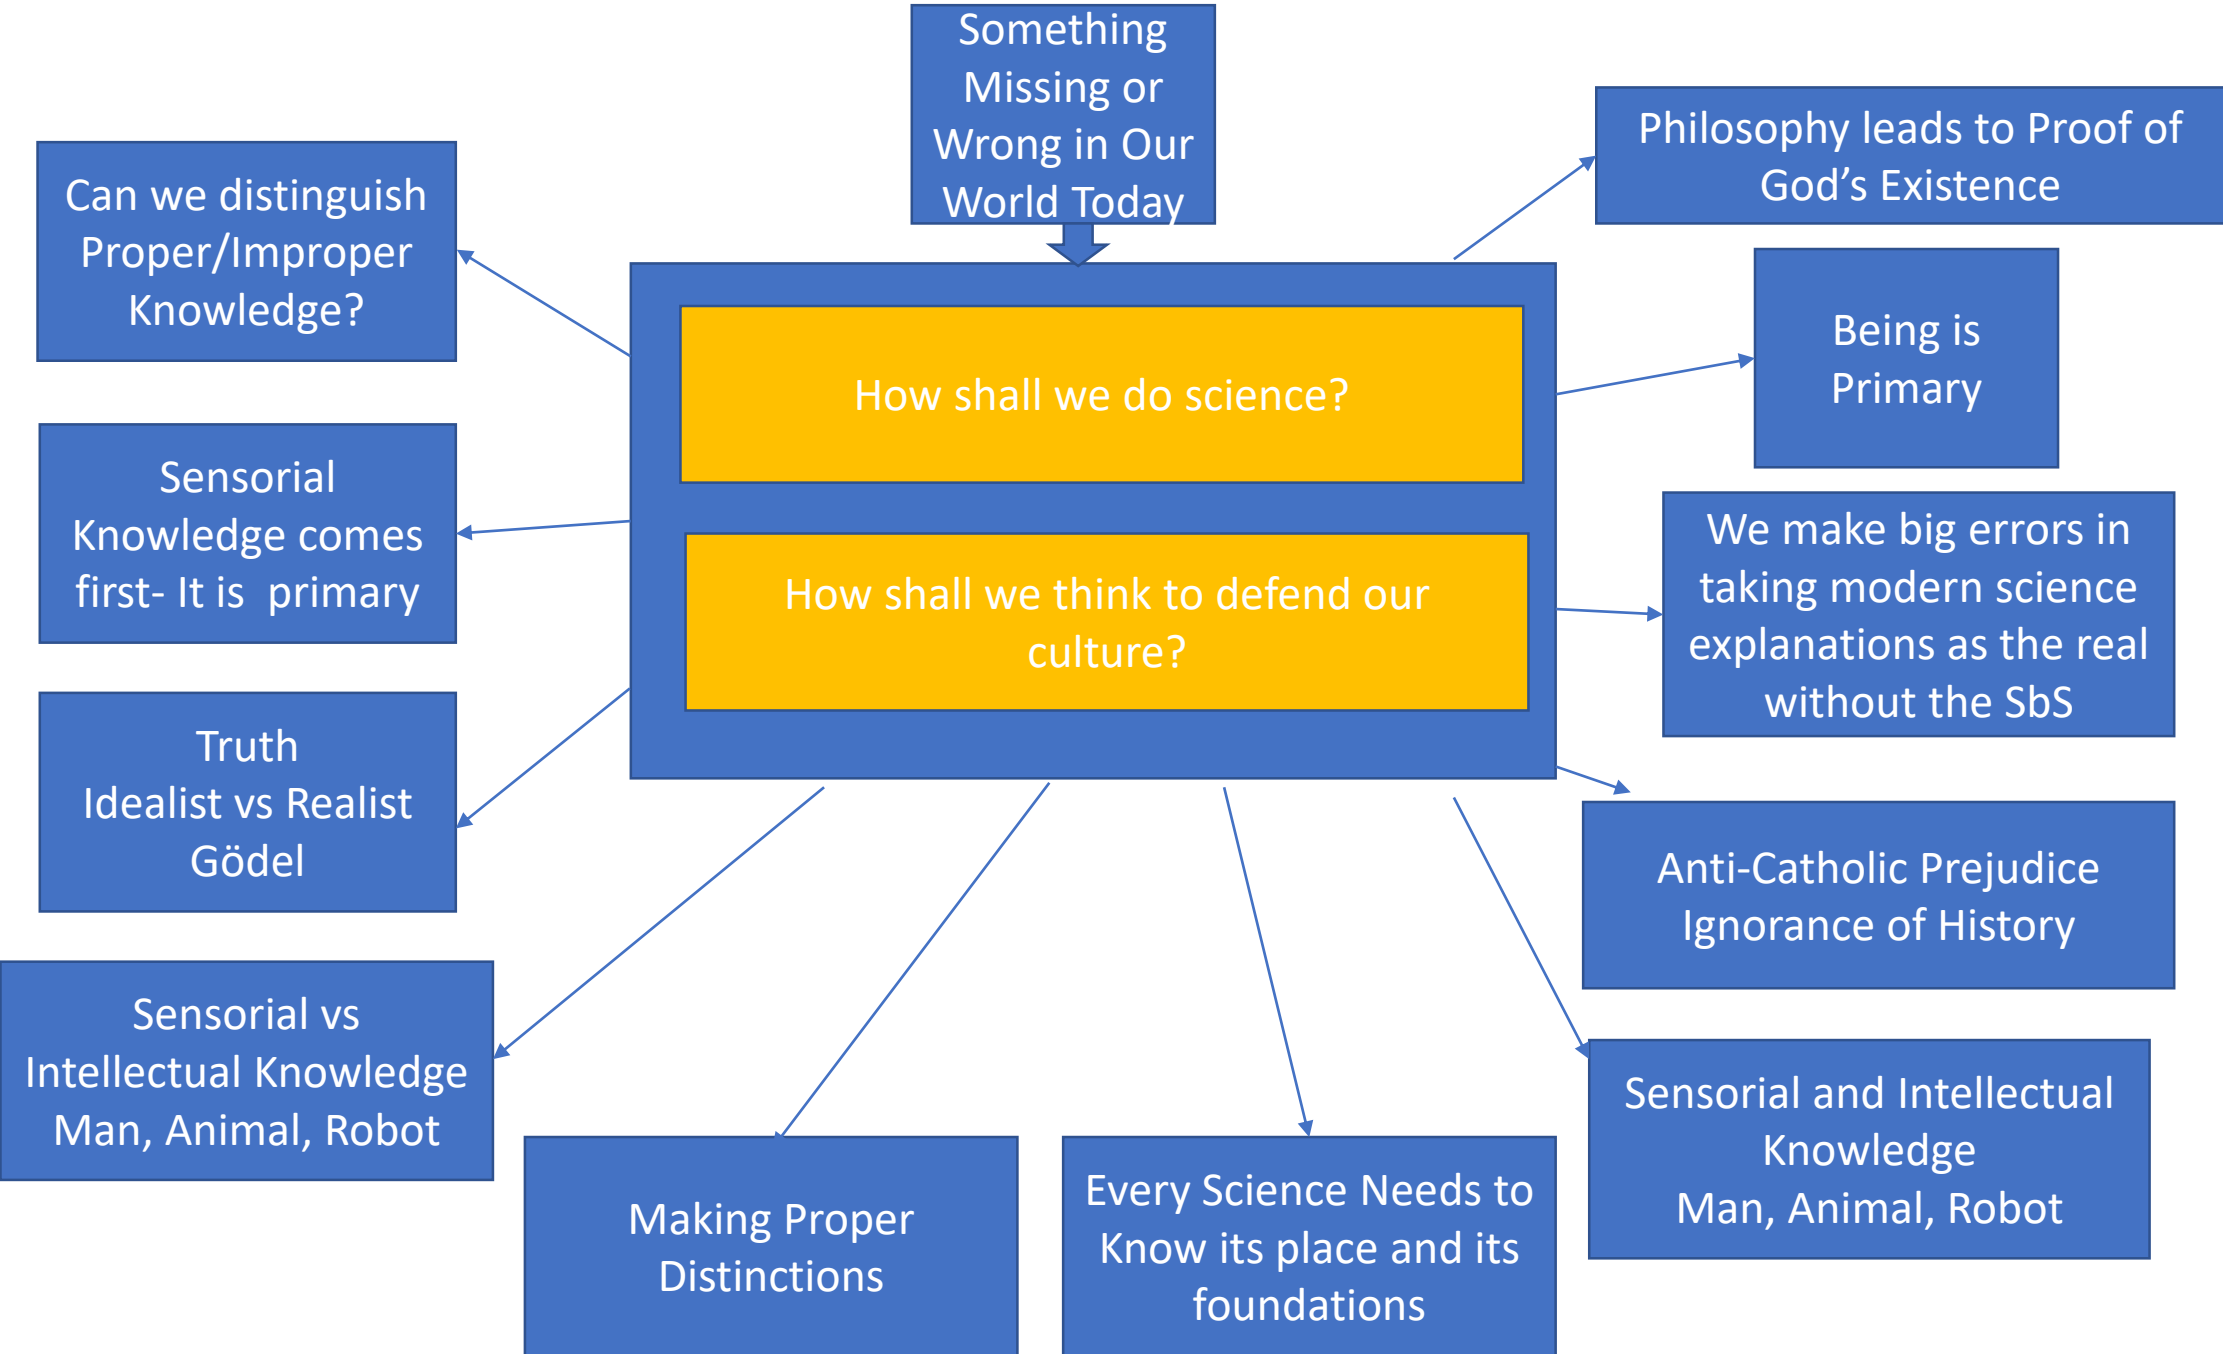 Something
Missing or
Wrong in Our
World Today
Philosophy leads to Proof of
God’s Existence
Can we distinguish
Proper/Improper
Knowledge?
Being is
Primary
How shall we do science?
Sensorial
Knowledge comes
first- It is  primary
We make big errors in
taking modern science
explanations as the real
without the SbS
How shall we think to defend our
culture?
Truth
Idealist vs Realist
Gödel
Anti-Catholic Prejudice
Ignorance of History
Sensorial vs
Intellectual Knowledge
Man, Animal, Robot
Making Proper
Distinctions
Every Science Needs to
Know its place and its
foundations
Sensorial and Intellectual
Knowledge
Man, Animal, Robot